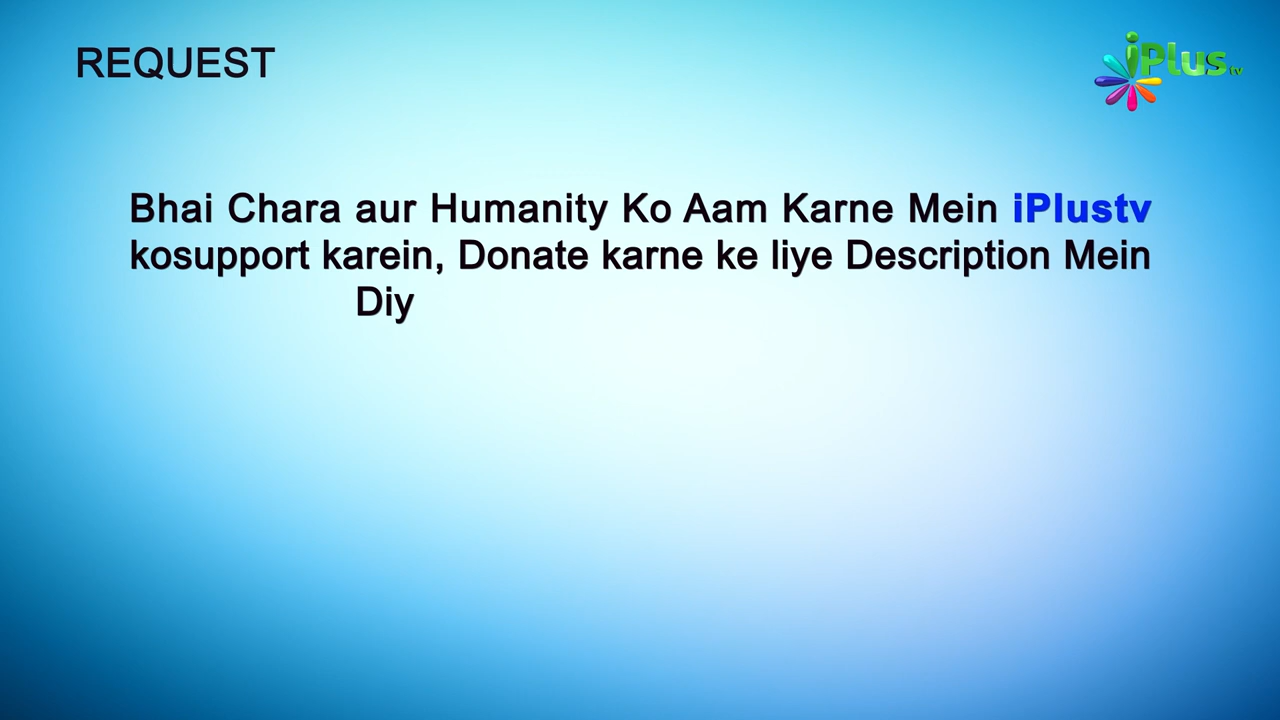 REQUEST
iPlus tv
Bhai Chara aur Humanity Ko Aam Karne Mein iPlustv
kosupport karein, Donate karne ke liye Description Mein
Diy